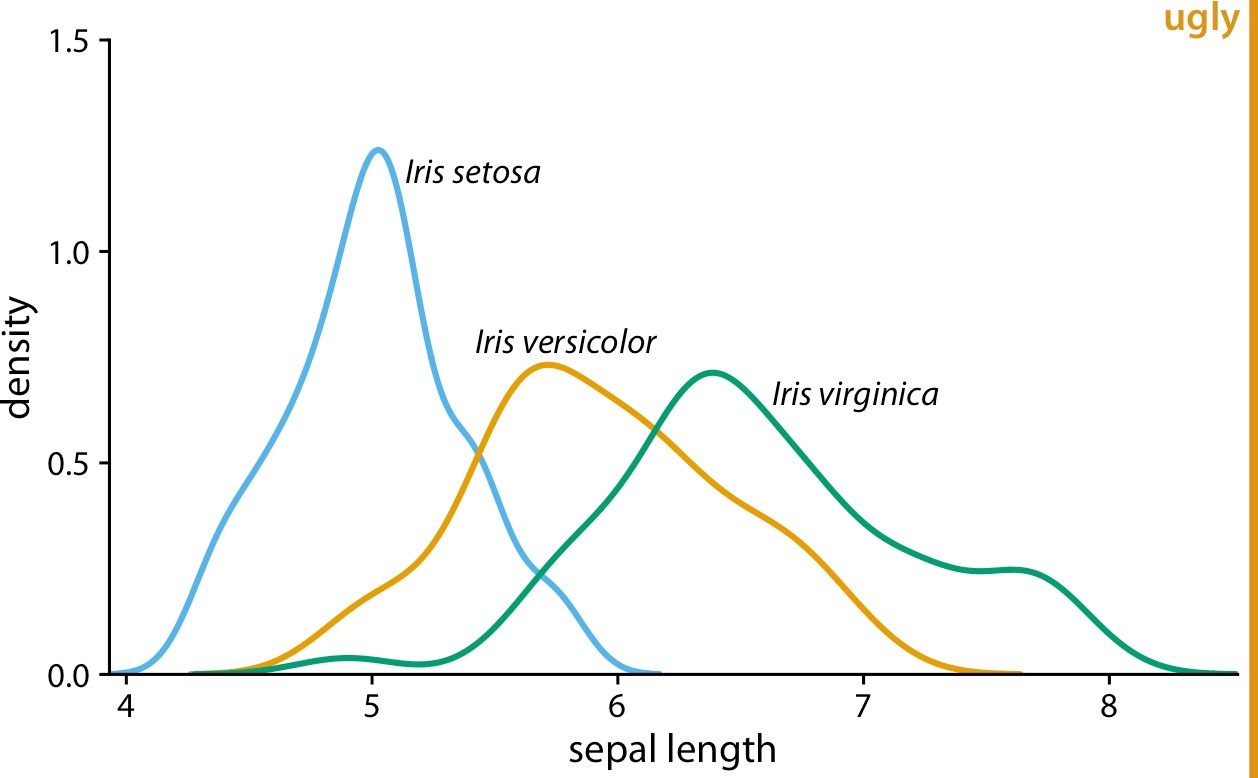 ugly
1.5
1.0
0.5
0.0
density
Iris setosa
Iris versicolor
Iris virginica
4 5 6 7 8
sepal length